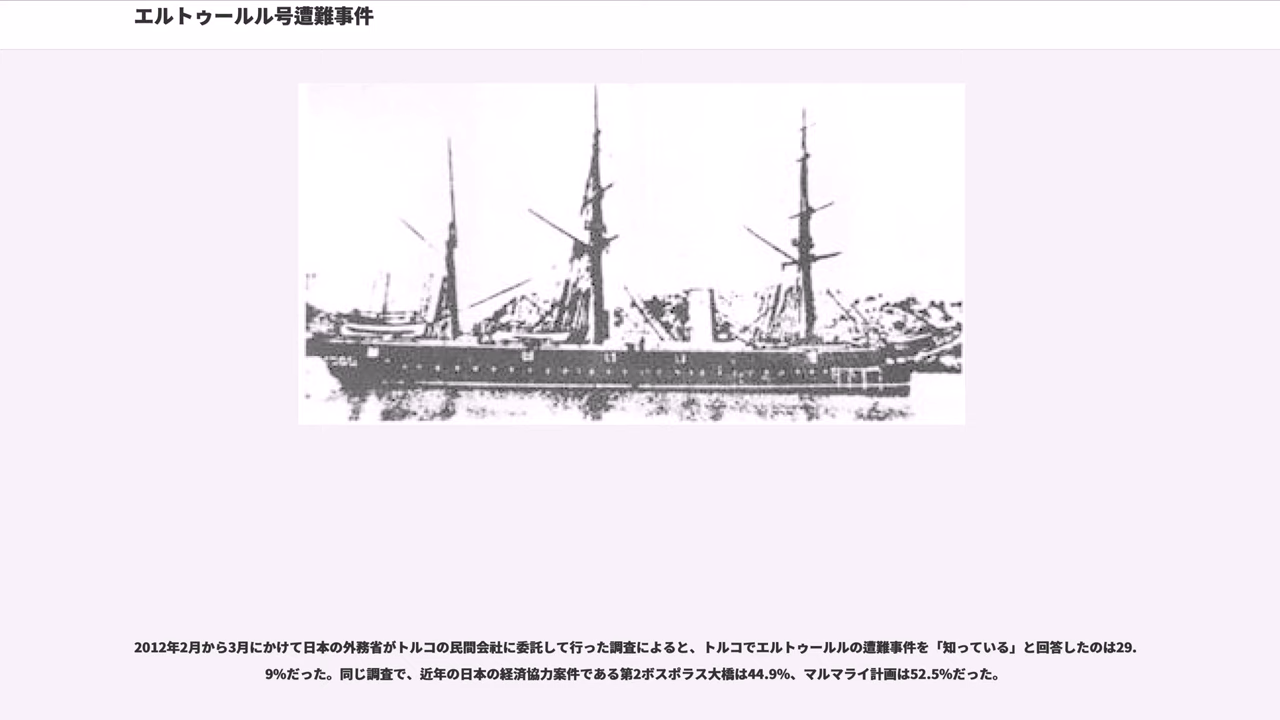 エルトゥールル号遭難事件
2012年2月から3月にかけて日本の外務省がトルコの民間会社に委託して行った調査によると、トルコでエルトゥールルの遭難事件を「知っている」と回答したのは29.
9%だった。同じ調査で、近年の日本の経済協力案件である第2ボスポラス大橋は44.9%、マルマライ計画は52.5%だった。